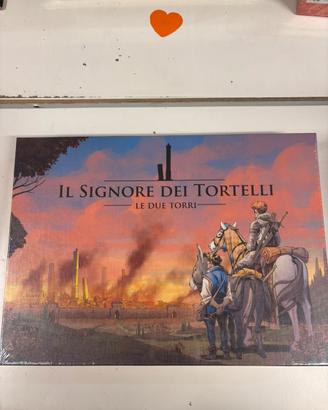 IL SIGNORE DEI TORTELLI
LE DUE TORRI